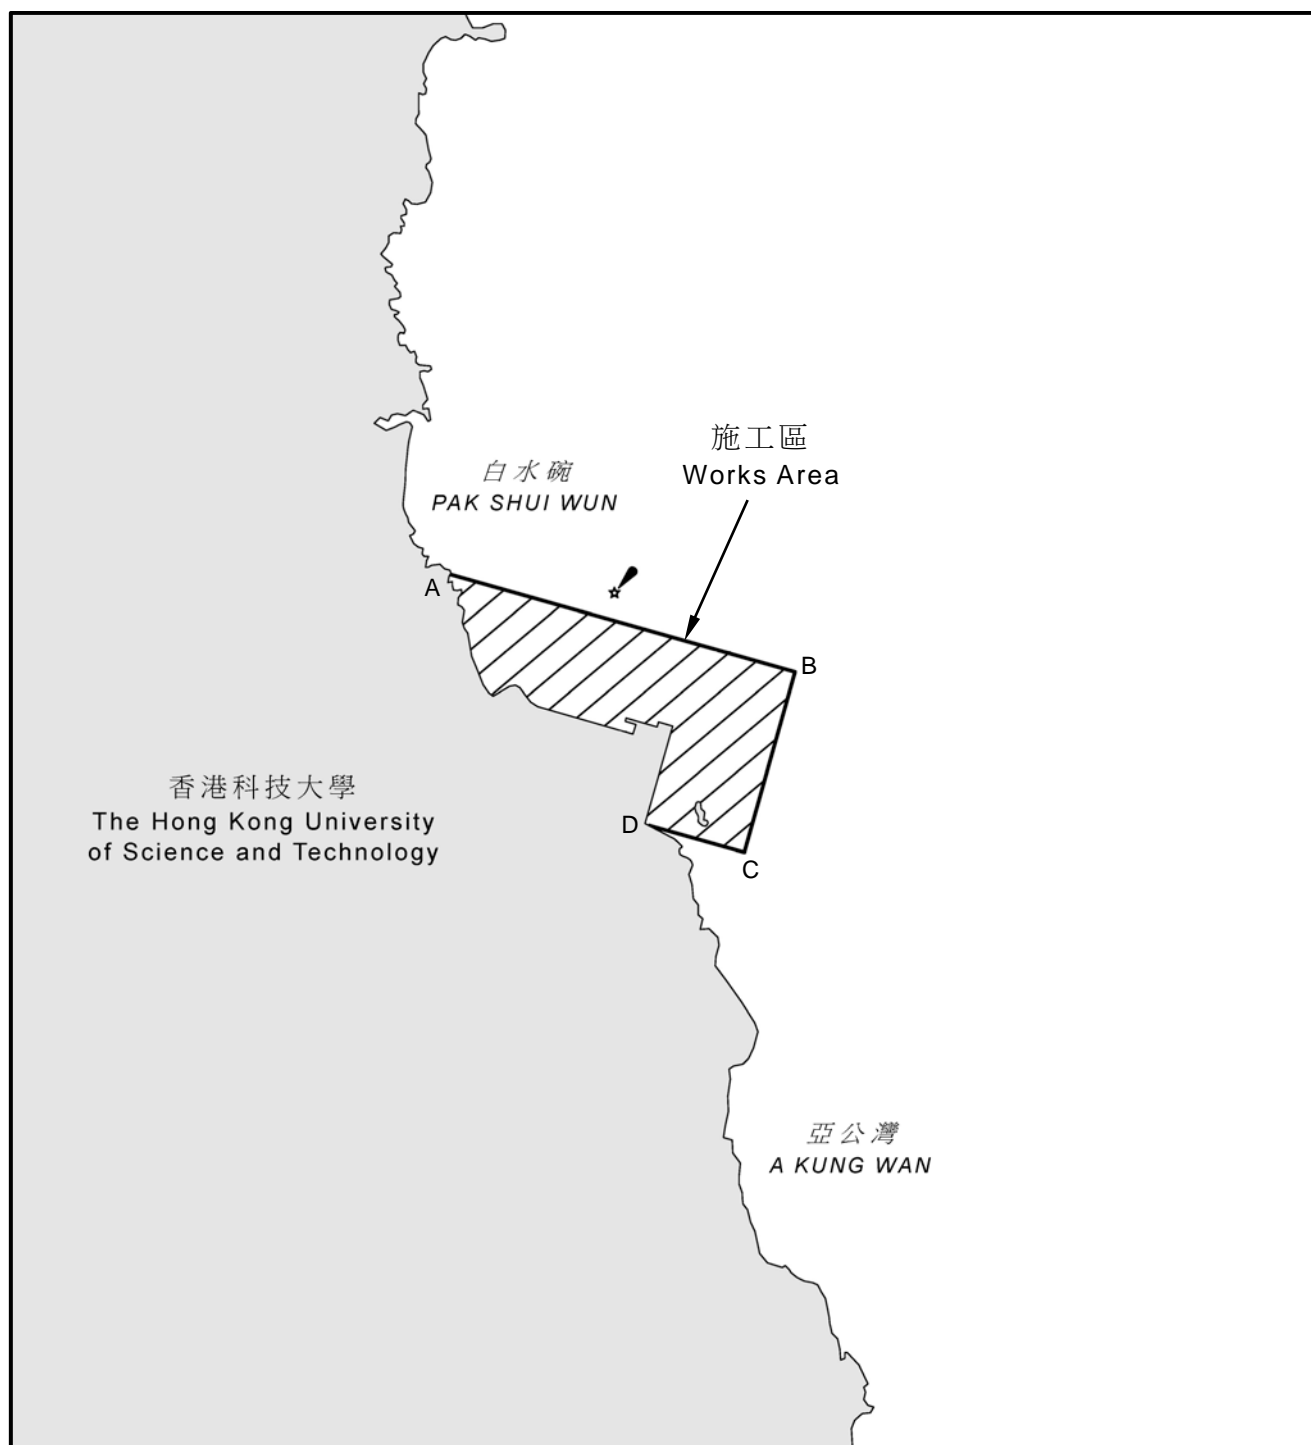 施工區
Works Area
白水碗
PAK SHUI WUN
A
B
香港科技大學
The Hong Kong University
of Science and Technology
D
C
亞公灣
A KUNG WAN